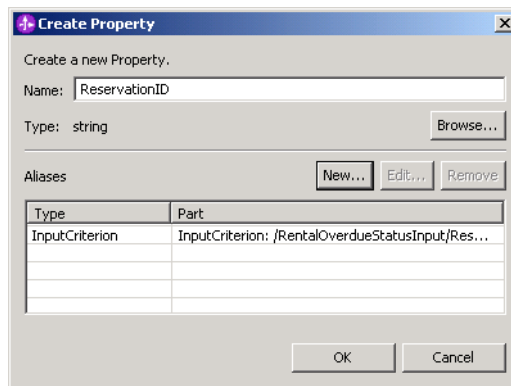 Create Property
Create a new Property.
Name: ReservationID
Type: string Browse...
Aliases New... Edit... Remove
Type Part
InputCriterion InputCriterion: /RentalOverdueStatusInput/Res...
OK Cancel